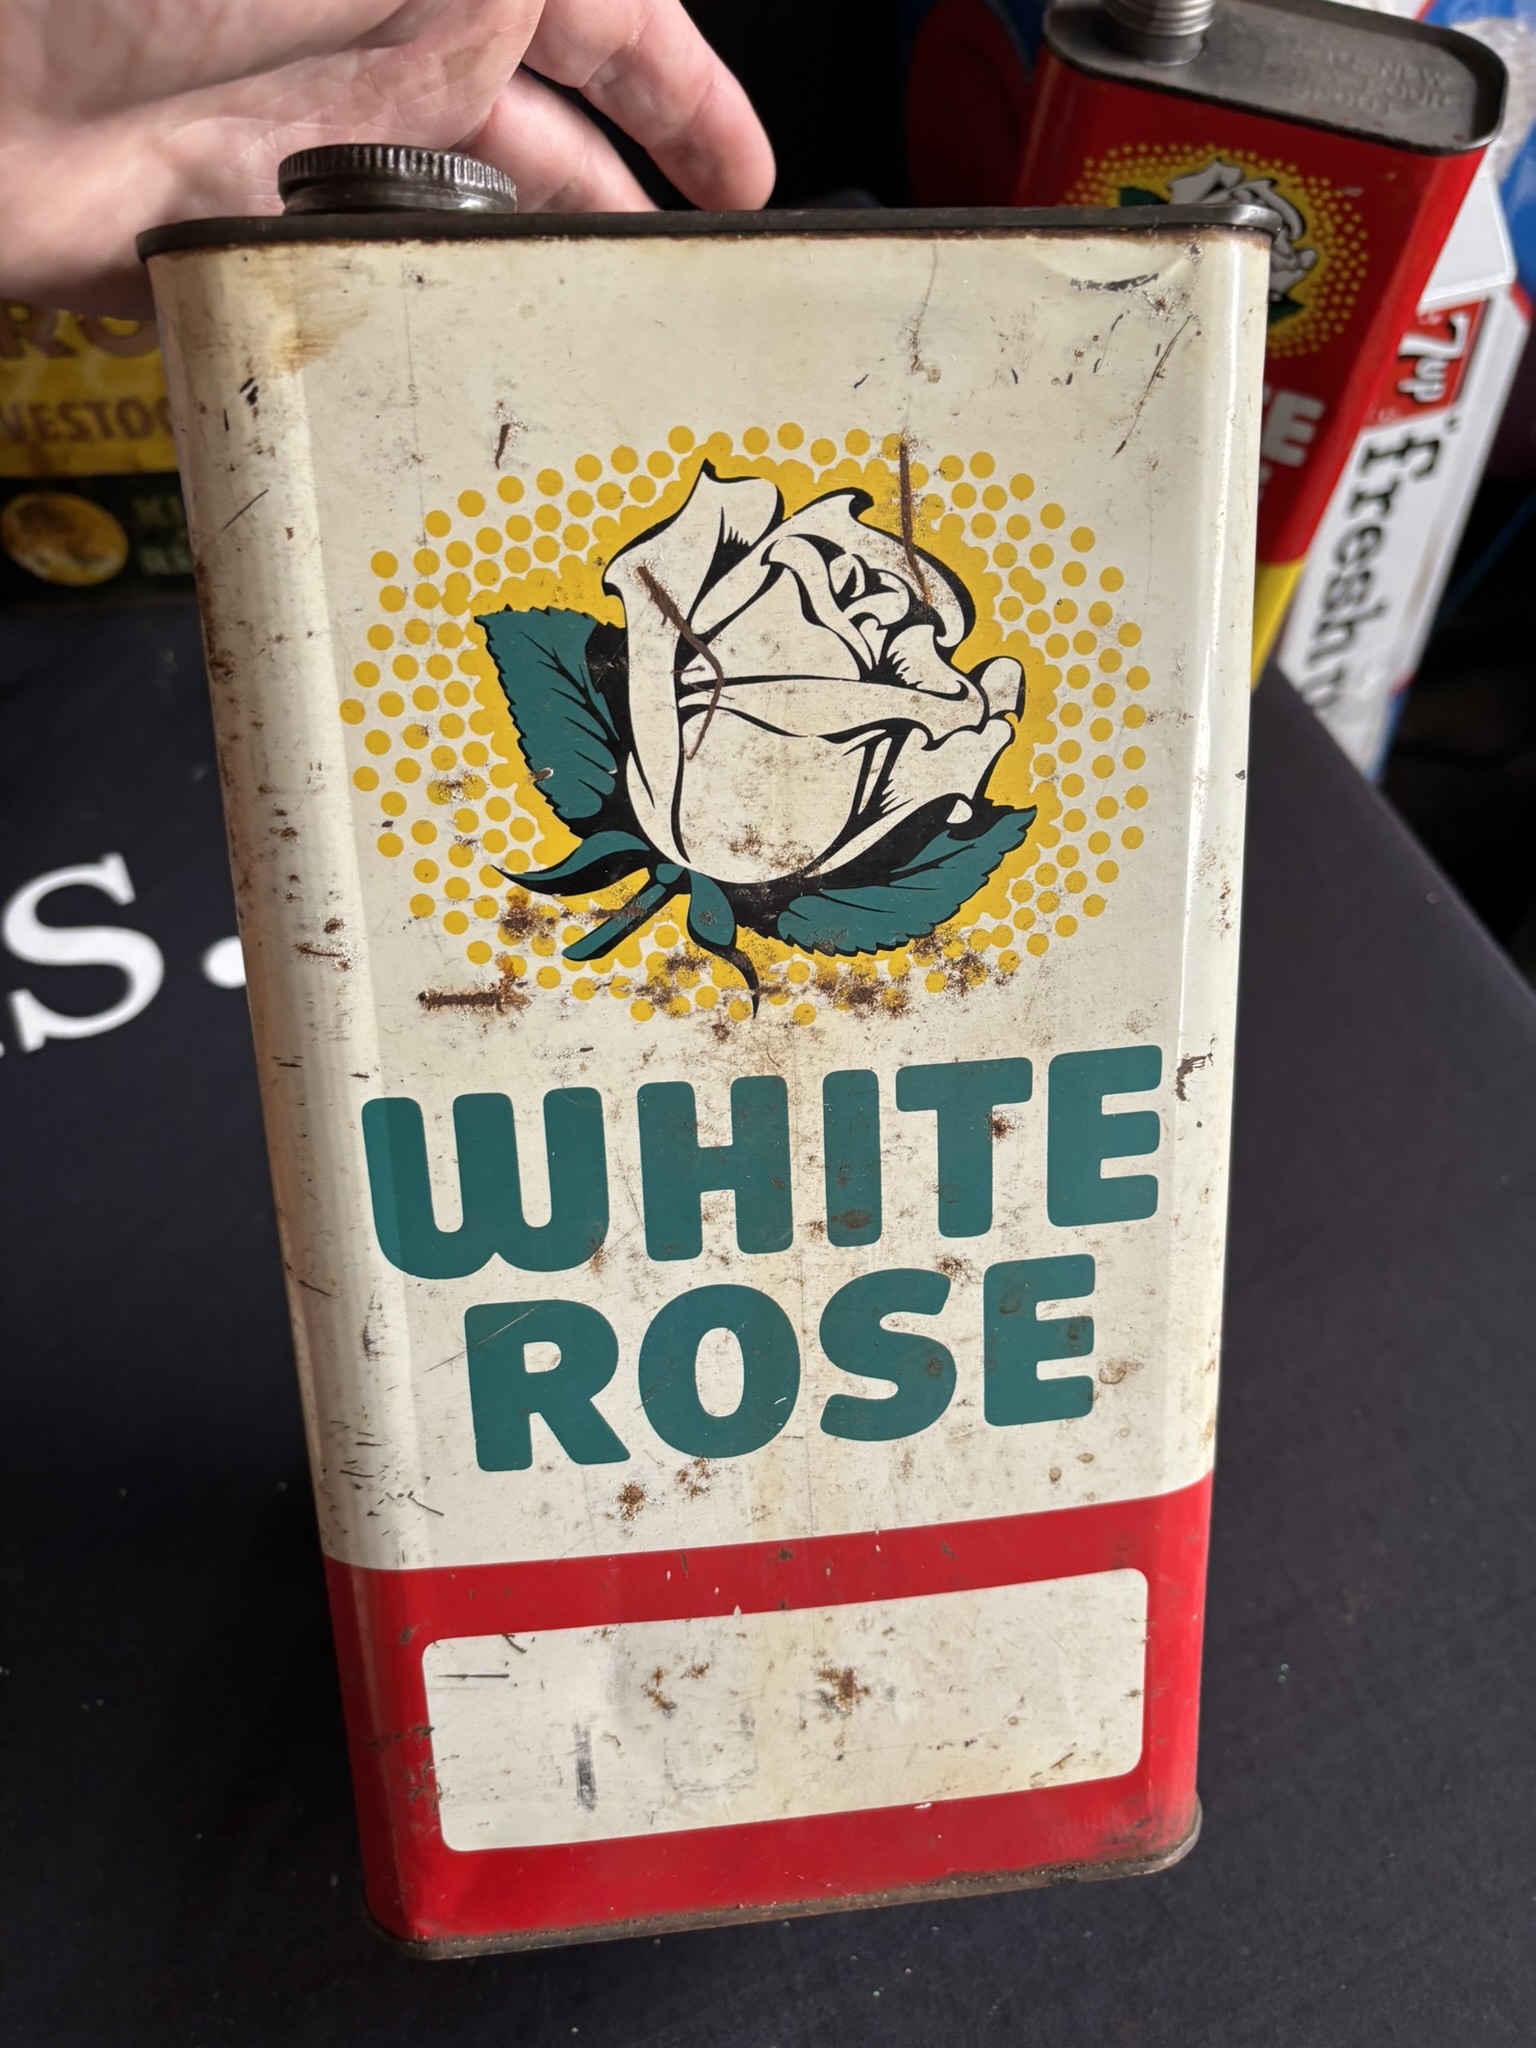 WHITE
ROSE
7up
"fresh
s.